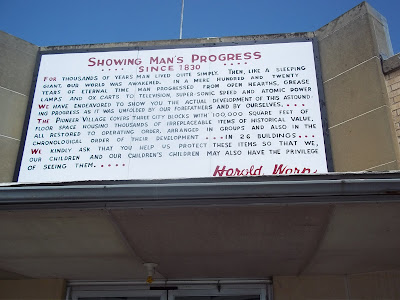 SHOWING MAN'S PROGRESS
.... SINCE 1830 ....
FOR THOUSANDS OF YEARS MAN LIVED QUITE SIMPLY. THEN, LIKE A SLEEPING
GIANT, OUR WORLD WAS AWAKENED. IN A MERE HUNDRED AND TWENTY
YEARS OF ETERNAL TIME MAN PROGRESSED FROM OPEN HEARTHS, GREASE
LAMPS AND OX CARTS TO TELEVISION, SUPER SONIC SPEED AND ATOMIC POWER
WE HAVE ENDEAVORED TO SHOW YOU THE ACTUAL DEVELOPMENT OF THIS ASTOUND-
ING PROGRESS AS IT WAS UNFOLDED BY OUR FOREFATHERS AND BY OURSELVES....
THE PIONEER VILLAGE COVERS THREE CITY BLOCKS WITH 100,000 SQUARE FEET OF
FLOOR SPACE HOUSING THOUSANDS OF IRREPLACEABLE ITEMS OF HISTORICAL VALUE,
ALL RESTORED TO OPERATING ORDER, ARRANGED IN GROUPS AND ALSO IN THE
CHRONOLOGICAL ORDER OF THEIR DEVELOPMENT ....IN 26 BUILDINGS....
WE KINDLY ASK THAT YOU HELP US PROTECT THESE ITEMS SO THAT WE,
OUR CHILDREN AND OUR CHILDREN'S CHILDREN MAY ALSO HAVE THE PRIVILEGE
OF SEEING THEM.....
Harold Warp